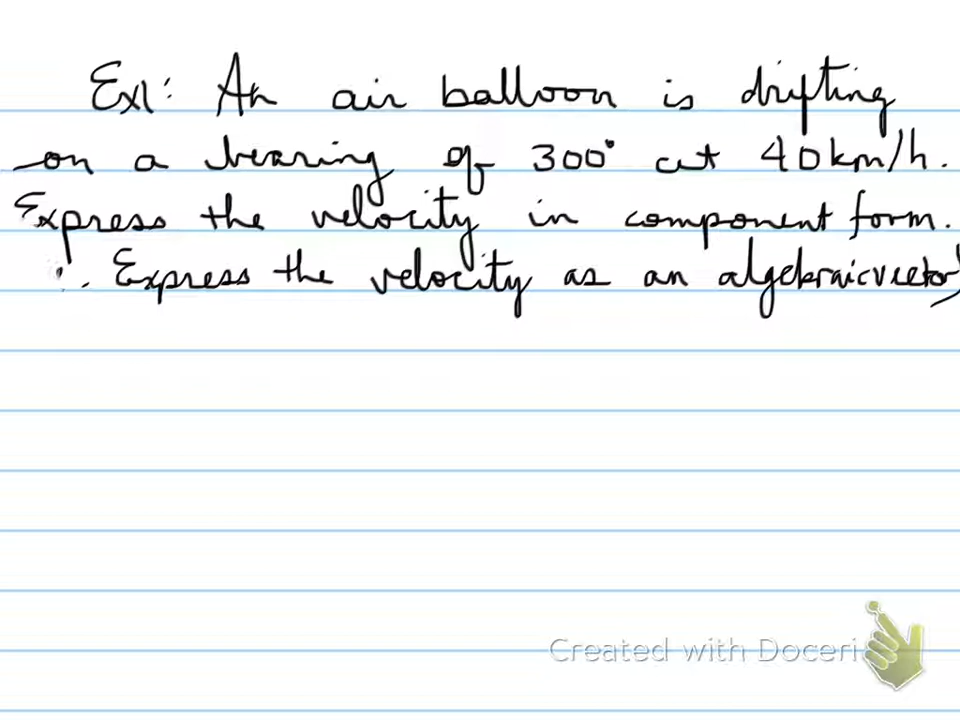 Ex1: An air balloon is drifting
on a bearing of 300° at 40km/h.
Express the velocity in component form.
∴ Express the velocity as an algebraic vector
Created with Doceri